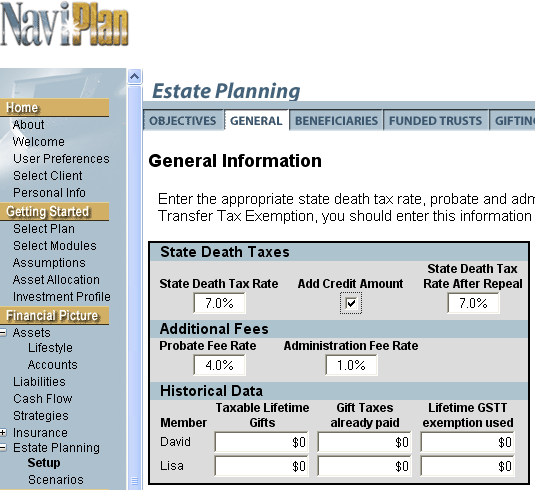 NaviPlan
Home
About
Welcome
User Preferences
Select Client
Personal Info
Getting Started
Select Plan
Select Modules
Assumptions
Asset Allocation
Investment Profile
Financial Picture
Assets
Lifestyle
Accounts
Liabilities
Cash Flow
Strategies
Insurance
Estate Planning
Setup
Scenarios
Estate Planning
OBJECTIVES GENERAL BENEFICIARIES FUNDED TRUSTS GIFTIN
General Information
Enter the appropriate state death tax rate, probate and adm
Transfer Tax Exemption, you should enter this information
State Death Taxes
State Death Tax Rate Add Credit Amount State Death Tax
Rate After Repeal
7.0% 7.0%
Additional Fees
Probate Fee Rate Administration Fee Rate
4.0% 1.0%
Historical Data
Taxable Lifetime Gift Taxes Lifetime GSTT
Member Gifts already paid exemption used
David $0 $0 $0
Lisa $0 $0 $0